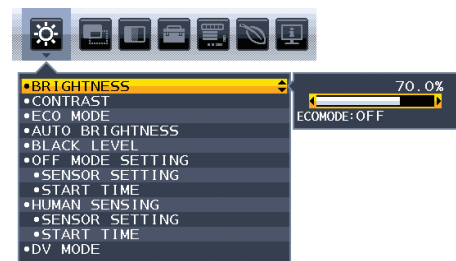 •BRIGHTNESS
•CONTRAST
•ECO MODE
•AUTO BRIGHTNESS
•BLACK LEVEL
•OFF MODE SETTING
•SENSOR SETTING
•START TIME
•HUMAN SENSING
•SENSOR SETTING
•START TIME
•DV MODE
70.0%
ECOMODE:OFF